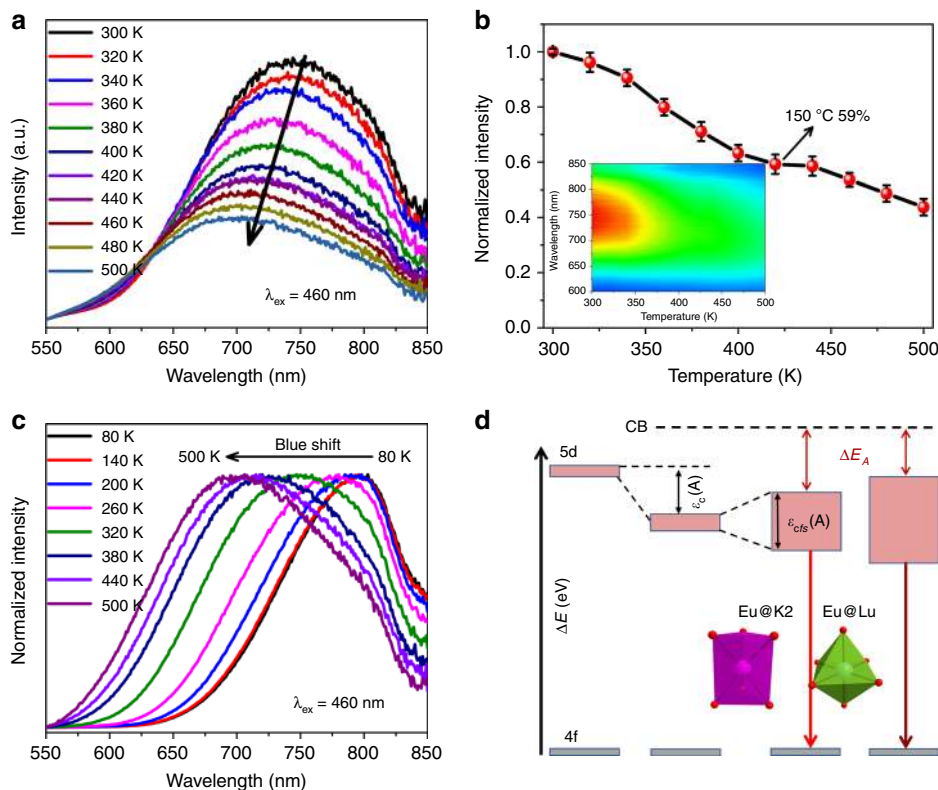 a
300 K
320 K
340 K
360 K
380 K
400 K
420 K
440 K
460 K
480 K
500 K
λex = 460 nm
Intensity (a.u.)
550 600 650 700 750 800 850
Wavelength (nm)
b
1.0
0.8
0.6
0.4
0.2
0.0
Normalized intensity
150 °C 59%
850
800
750
700
650
600
Wavelength (nm)
300 350 400 450 500
Temperature (K)
300 350 400 450 500
Temperature (K)
c
80 K
140 K
200 K
260 K
320 K
380 K
440 K
500 K
Blue shift
500 K 80 K
λex = 460 nm
Normalized intensity
550 600 650 700 750 800 850
Wavelength (nm)
d
CB
5d
εc(A)
εcfs(A)
ΔEA
ΔE (eV)
Eu@K2 Eu@Lu
4f